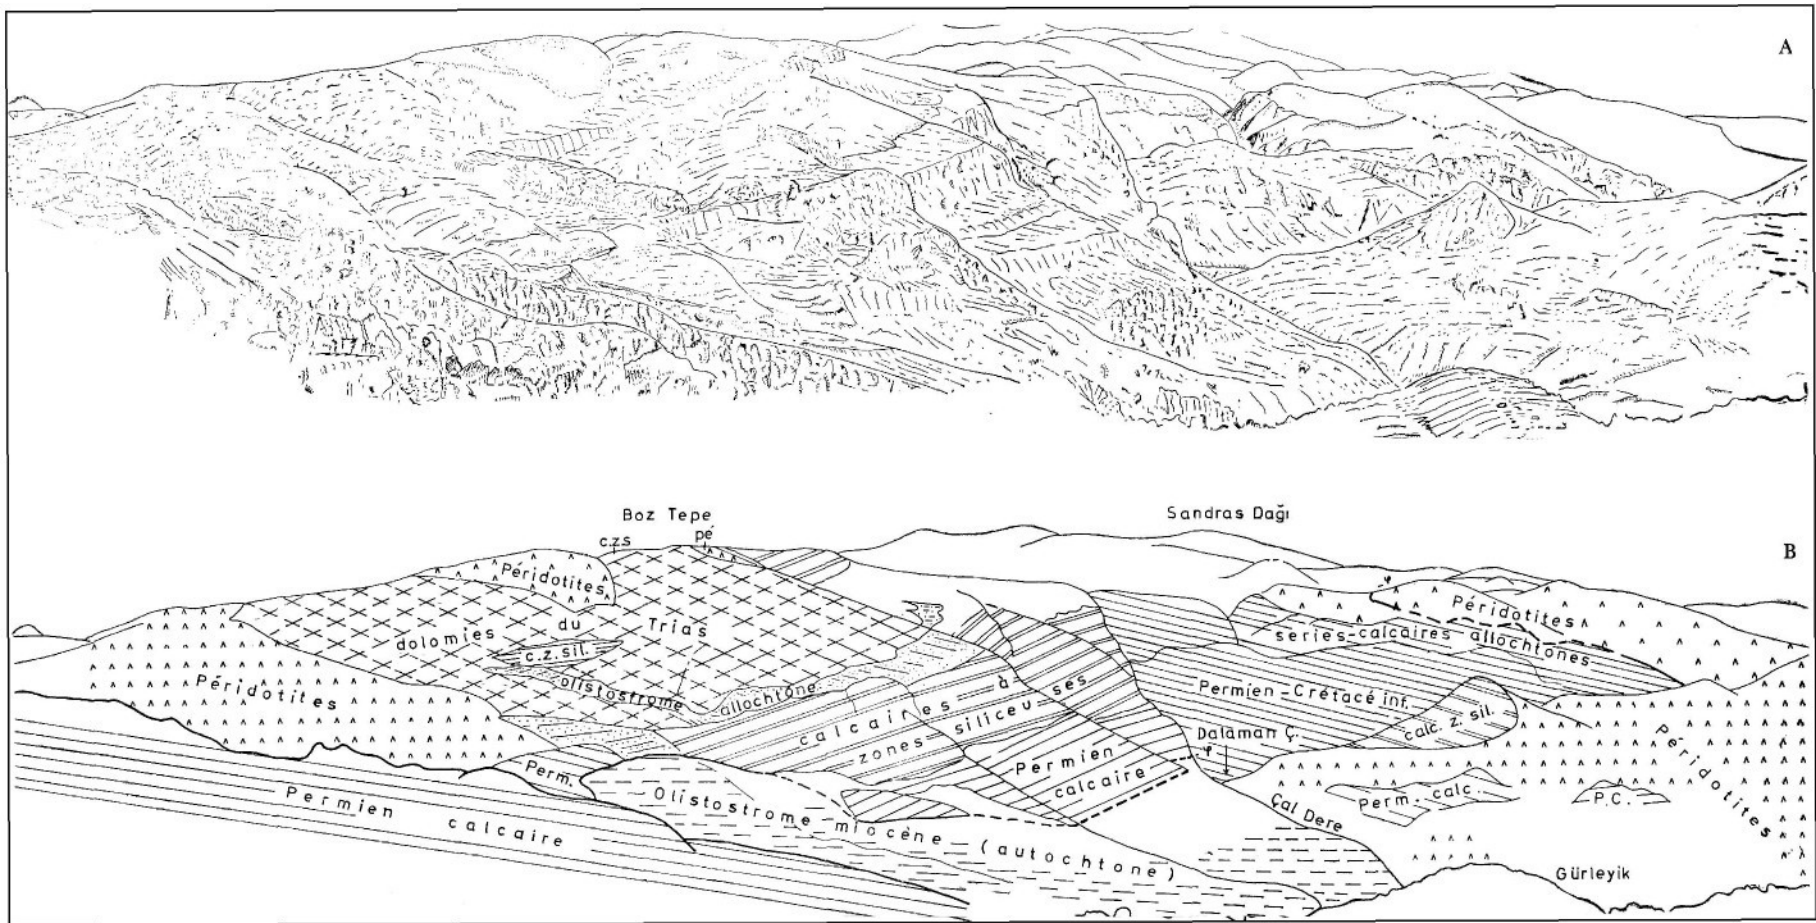 A
Boz Tepe
Sandras Dağı
c.z.s
pé
B
Péridotites
Péridotites
dolomies du Trias
series-calcaires allochtones
c.z. sil.
olistostrome allochtone
Péridotites
calcaires à
zones siliceuses
Permien-Crétacé inf.
calc. z. sil.
Dalaman Ç.
φ
φ
Péridotites
Perm.
Permien
calcaire
Permien calcaire
Olistostrome miocène (autochtone)
Çal Dere
Perm. calc.
P.C.
Gürleyik